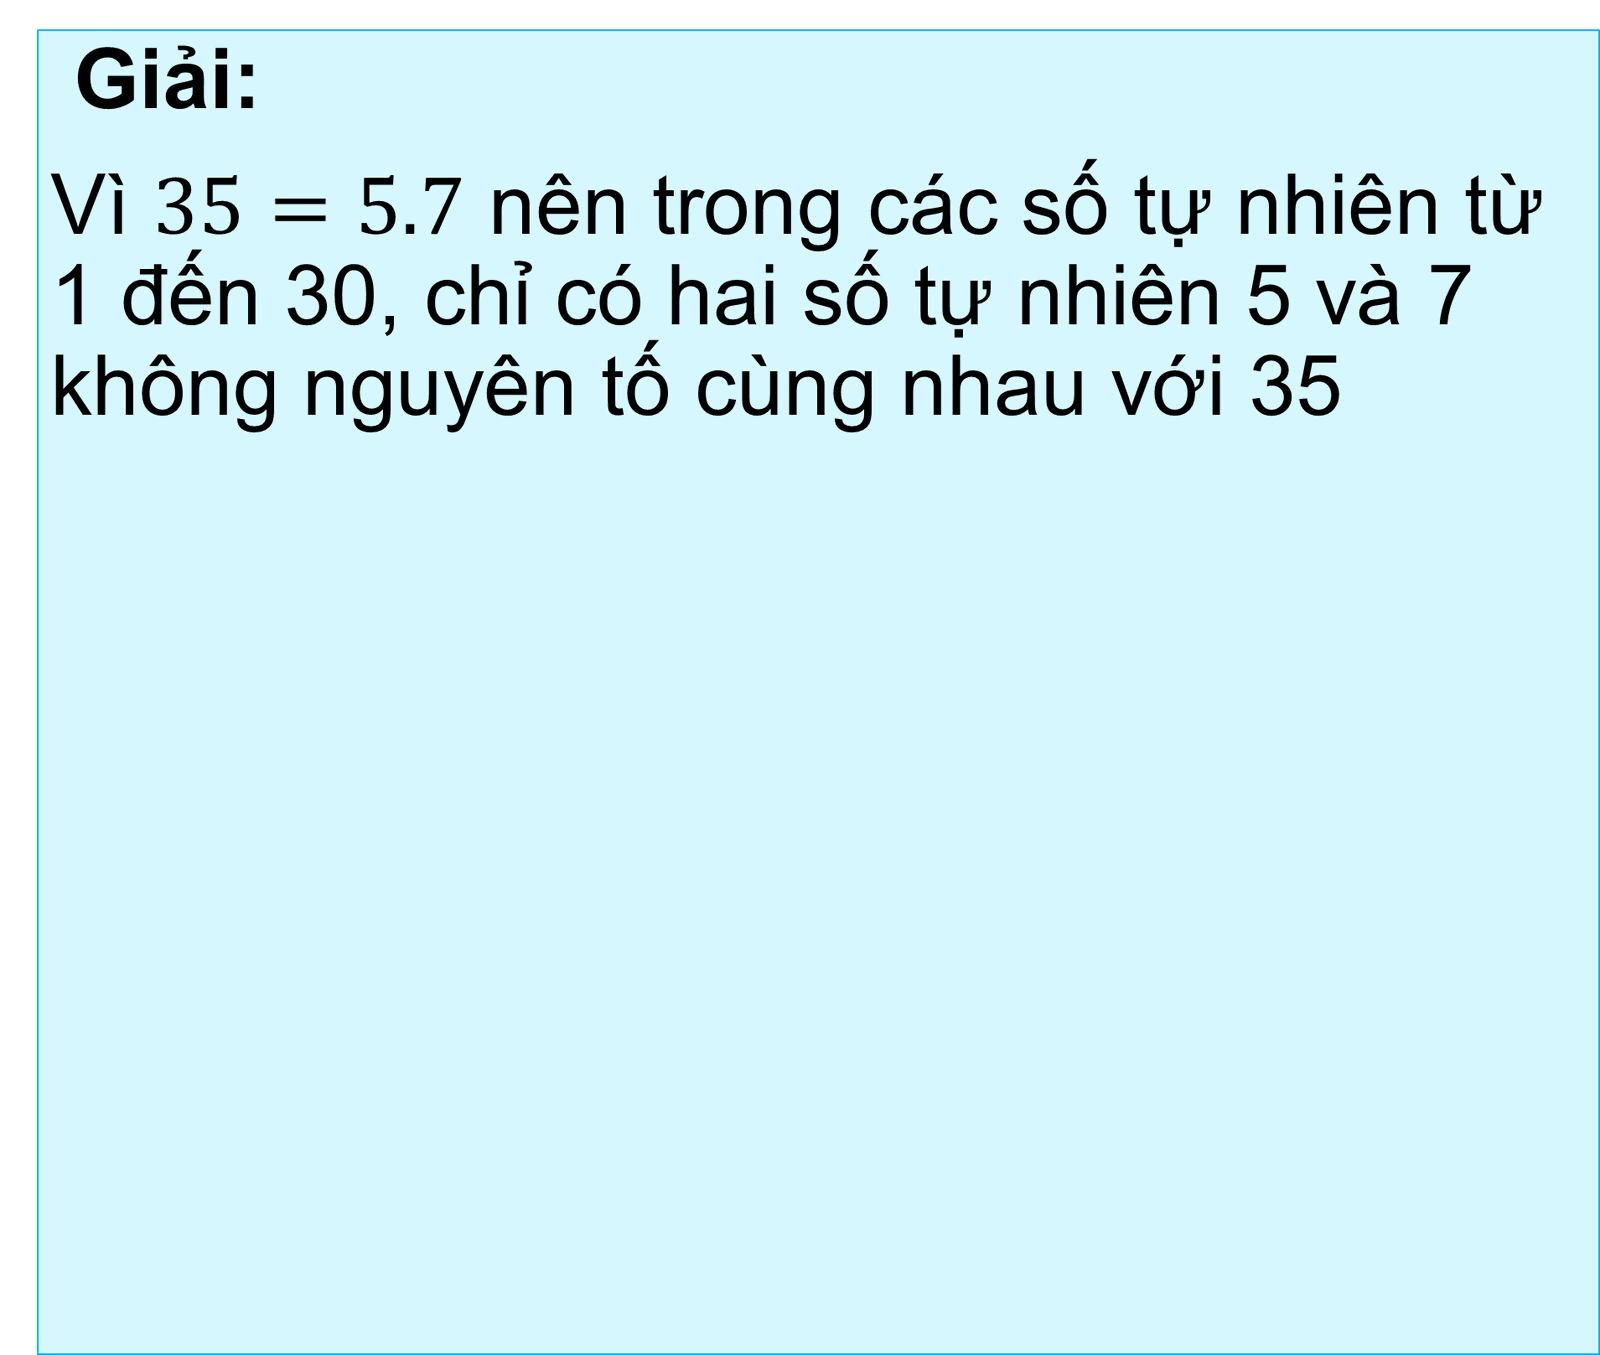 Giải:
Vì 35 = 5.7 nên trong các số tự nhiên từ
1 đến 30, chỉ có hai số tự nhiên 5 và 7
không nguyên tố cùng nhau với 35